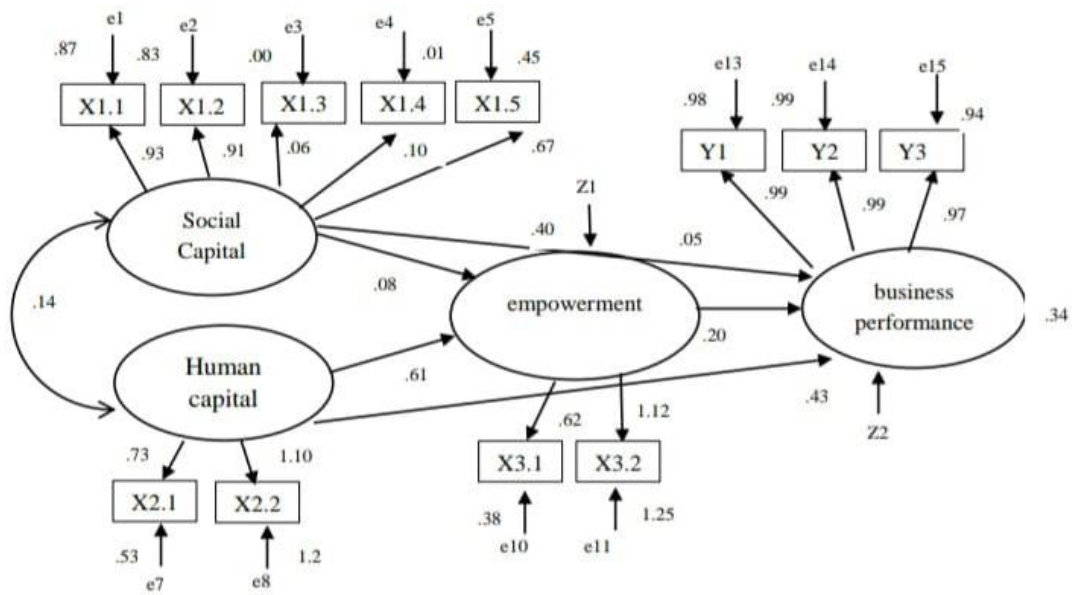 e1
e2
e3
e4
e5
.87
.83
.00
.01
.45
X1.1
X1.2
X1.3
X1.4
X1.5
.93
.91
.06
.10
.67
e13
e14
e15
.98
.99
.94
Y1
Y2
Y3
.99
.99
.97
Social
Capital
Z1
.40
.05
.08
.14
empowerment
business
performance
.34
.20
Human
capital
.61
.43
Z2
.73
1.10
.62
1.12
X2.1
X2.2
X3.1
X3.2
.53
e7
e8
1.2
.38
e10
e11
1.25